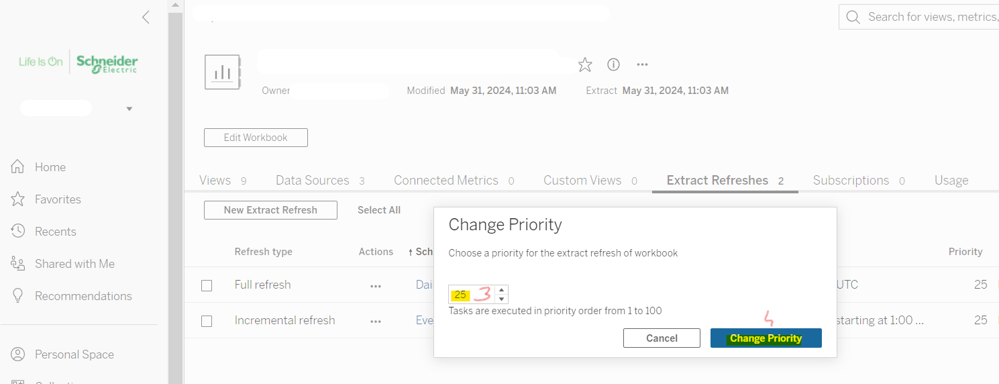 Search for views, metrics,
Life Is On
Schneider
Electric
Owner
Modified May 31, 2024, 11:03 AM
Extract May 31, 2024, 11:03 AM
Edit Workbook
Home
Favorites
Recents
Shared with Me
Recommendations
Personal Space
Views 9
Data Sources 3
Connected Metrics 0
Custom Views 0
Extract Refreshes 2
Subscriptions 0
Usage
New Extract Refresh
Select All
Refresh type
Actions
↑ Sch
Priority
Full refresh
...
Dai
UTC
25
Incremental refresh
...
Eve
starting at 1:00 ...
25
Change Priority
Choose a priority for the extract refresh of workbook
25 3
Tasks are executed in priority order from 1 to 100
4
Cancel
Change Priority